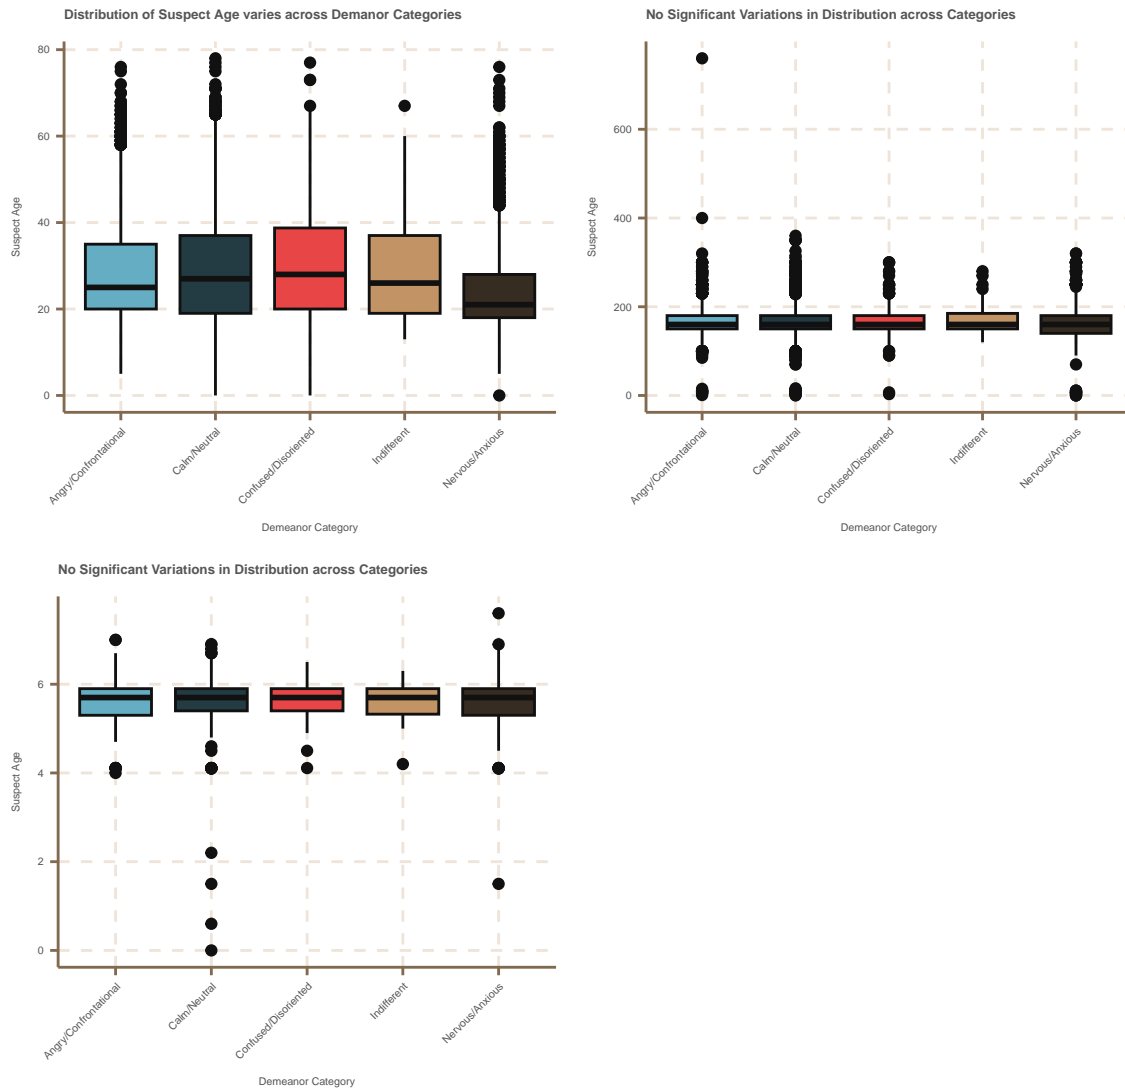 Distribution of Suspect Age varies across Demanor Categories
80
60
40
20
0
Suspect Age
Angry/Confrontational
Calm/Neutral
Confused/Disoriented
Indifferent
Nervous/Anxious
Demeanor Category
No Significant Variations in Distribution across Categories
600
400
200
0
Suspect Age
Angry/Confrontational
Calm/Neutral
Confused/Disoriented
Indifferent
Nervous/Anxious
Demeanor Category
No Significant Variations in Distribution across Categories
6
4
2
0
Suspect Age
Angry/Confrontational
Calm/Neutral
Confused/Disoriented
Indifferent
Nervous/Anxious
Demeanor Category